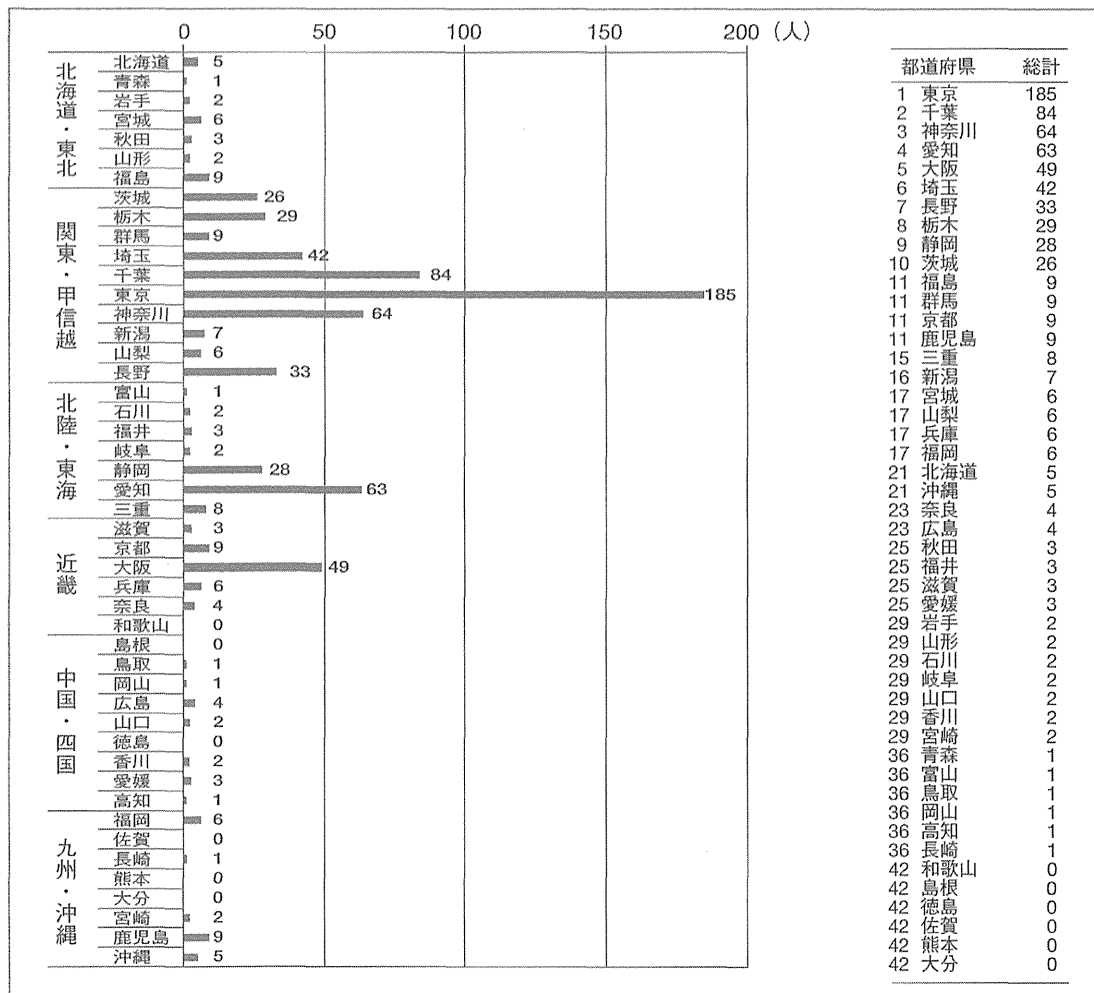 0 50 100 150 200 (人)
北海道・東北
北海道 5
青森 1
岩手 2
宮城 6
秋田 3
山形 2
福島 9
関東・甲信越
茨城 26
栃木 29
群馬 9
埼玉 42
千葉 84
東京 185
神奈川 64
新潟 7
山梨 6
長野 33
北陸・東海
富山 1
石川 2
福井 3
岐阜 2
静岡 28
愛知 63
三重 8
近畿
滋賀 3
京都 9
大阪 49
兵庫 6
奈良 4
和歌山 0
中国・四国
島根 0
鳥取 1
岡山 1
広島 4
山口 2
徳島 0
香川 2
愛媛 3
高知 1
九州・沖縄
福岡 6
佐賀 0
長崎 1
熊本 0
大分 0
宮崎 2
鹿児島 9
沖縄 5
都道府県 総計
1 東京 185
2 千葉 84
3 神奈川 64
4 愛知 63
5 大阪 49
6 埼玉 42
7 長野 33
8 栃木 29
9 静岡 28
10 茨城 26
11 福島 9
11 群馬 9
11 京都 9
11 鹿児島 9
15 三重 8
16 新潟 7
17 宮城 6
17 山梨 6
17 兵庫 6
17 福岡 6
21 北海道 5
21 沖縄 5
23 奈良 4
23 広島 4
25 秋田 3
25 福井 3
25 滋賀 3
25 愛媛 3
29 岩手 2
29 山形 2
29 石川 2
29 岐阜 2
29 山口 2
29 香川 2
29 宮崎 2
36 青森 1
36 富山 1
36 鳥取 1
36 岡山 1
36 高知 1
36 長崎 1
42 和歌山 0
42 島根 0
42 徳島 0
42 佐賀 0
42 熊本 0
42 大分 0